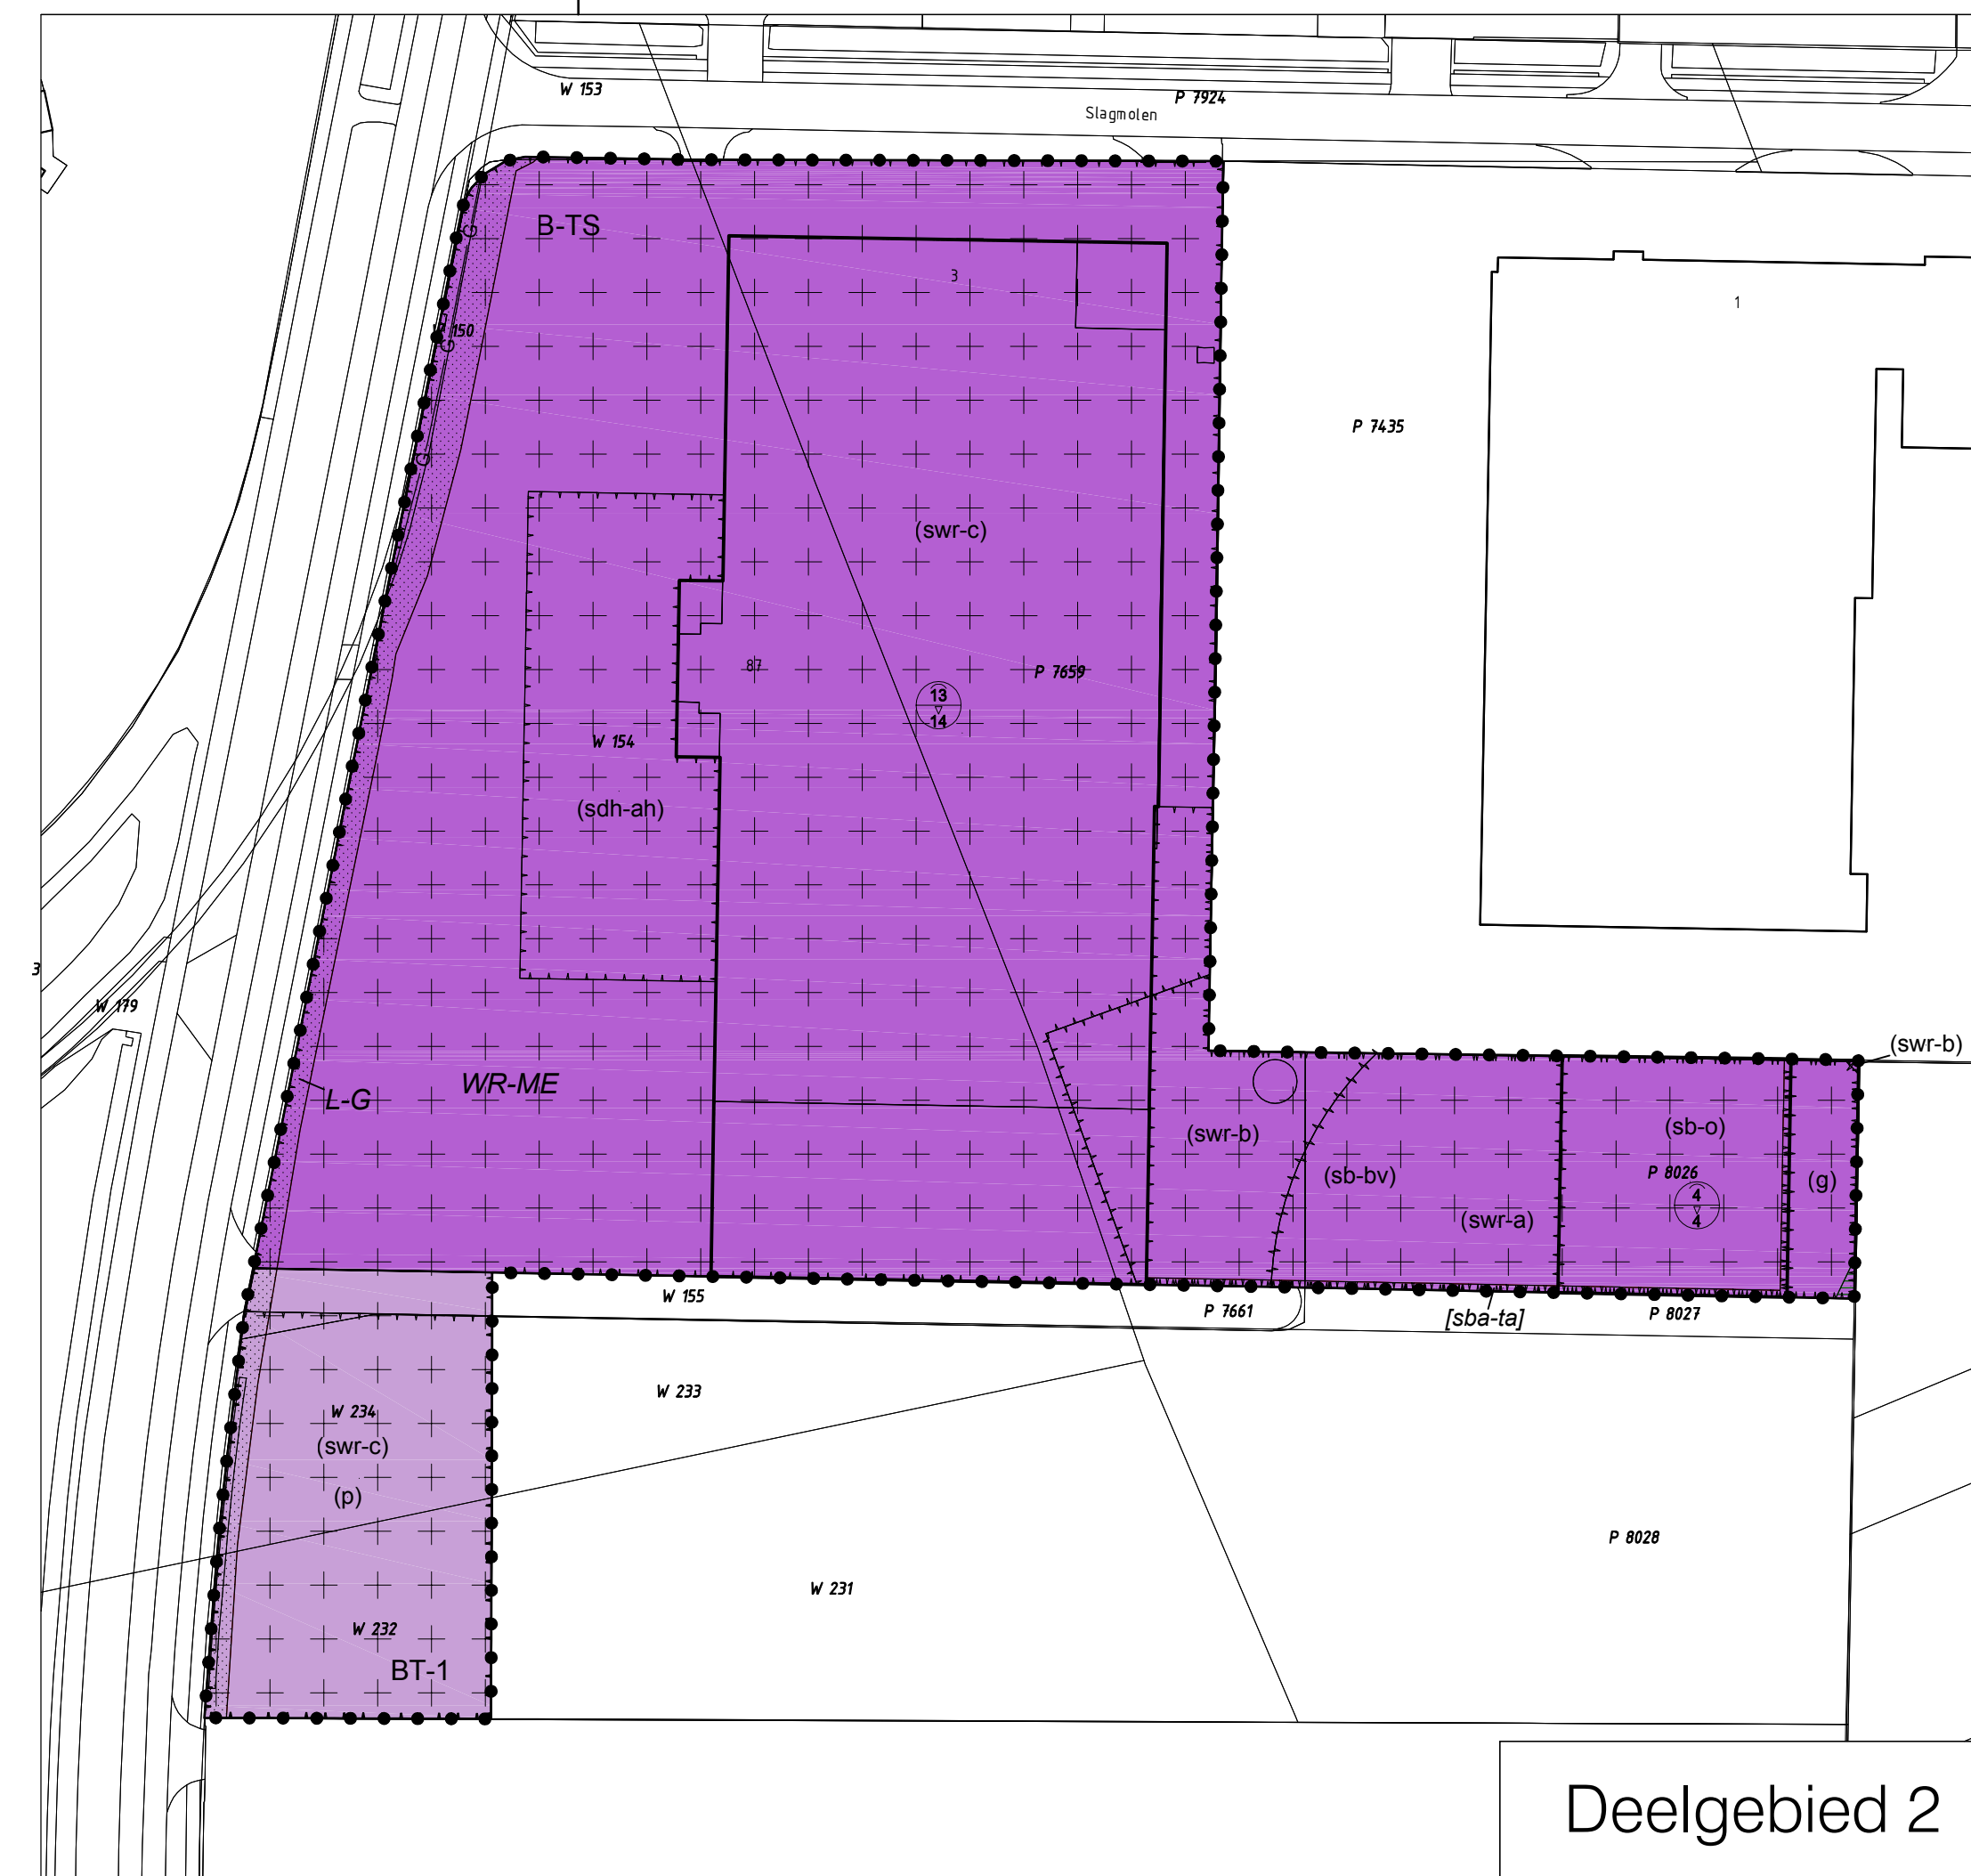 W 153
P 7924
Slagmolen
B-TS
G
3
1
150
G
P 7435
G
(swr-c)
87
P 7659
13
14
W 154
(sdh-ah)
3
W 179
(swr-b)
WR-ME
L-G
(swr-b)
(sb-o)
(sb-bv)
P 8026
(g)
4
4
(swr-a)
W 155
P 7661
[sba-ta]
P 8027
W 233
W 234
(swr-c)
(p)
P 8028
W 231
W 232
BT-1
Deelgebied 2